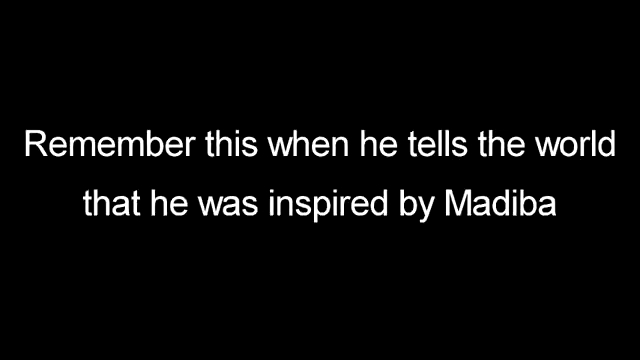 Remember this when he tells the world
that he was inspired by Madiba